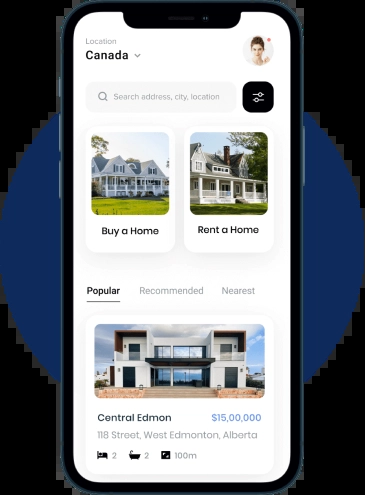 Location
Canada
Search address, city, location
Buy a Home
Rent a Home
Popular Recommended Nearest
Central Edmon $15,00,000
118 Street, West Edmonton, Alberta
2 2 100m